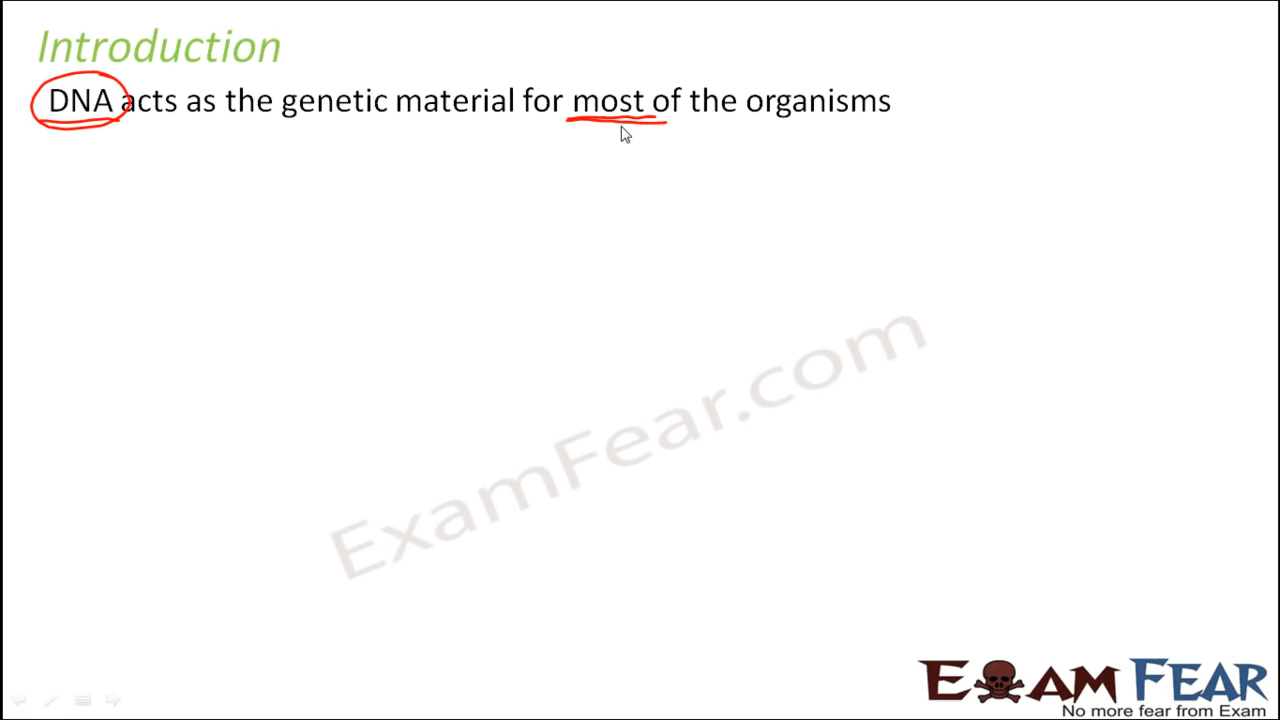 Introduction
DNA acts as the genetic material for most of the organisms
ExamFear.com
EXAM FEAR
No more fear from Exam